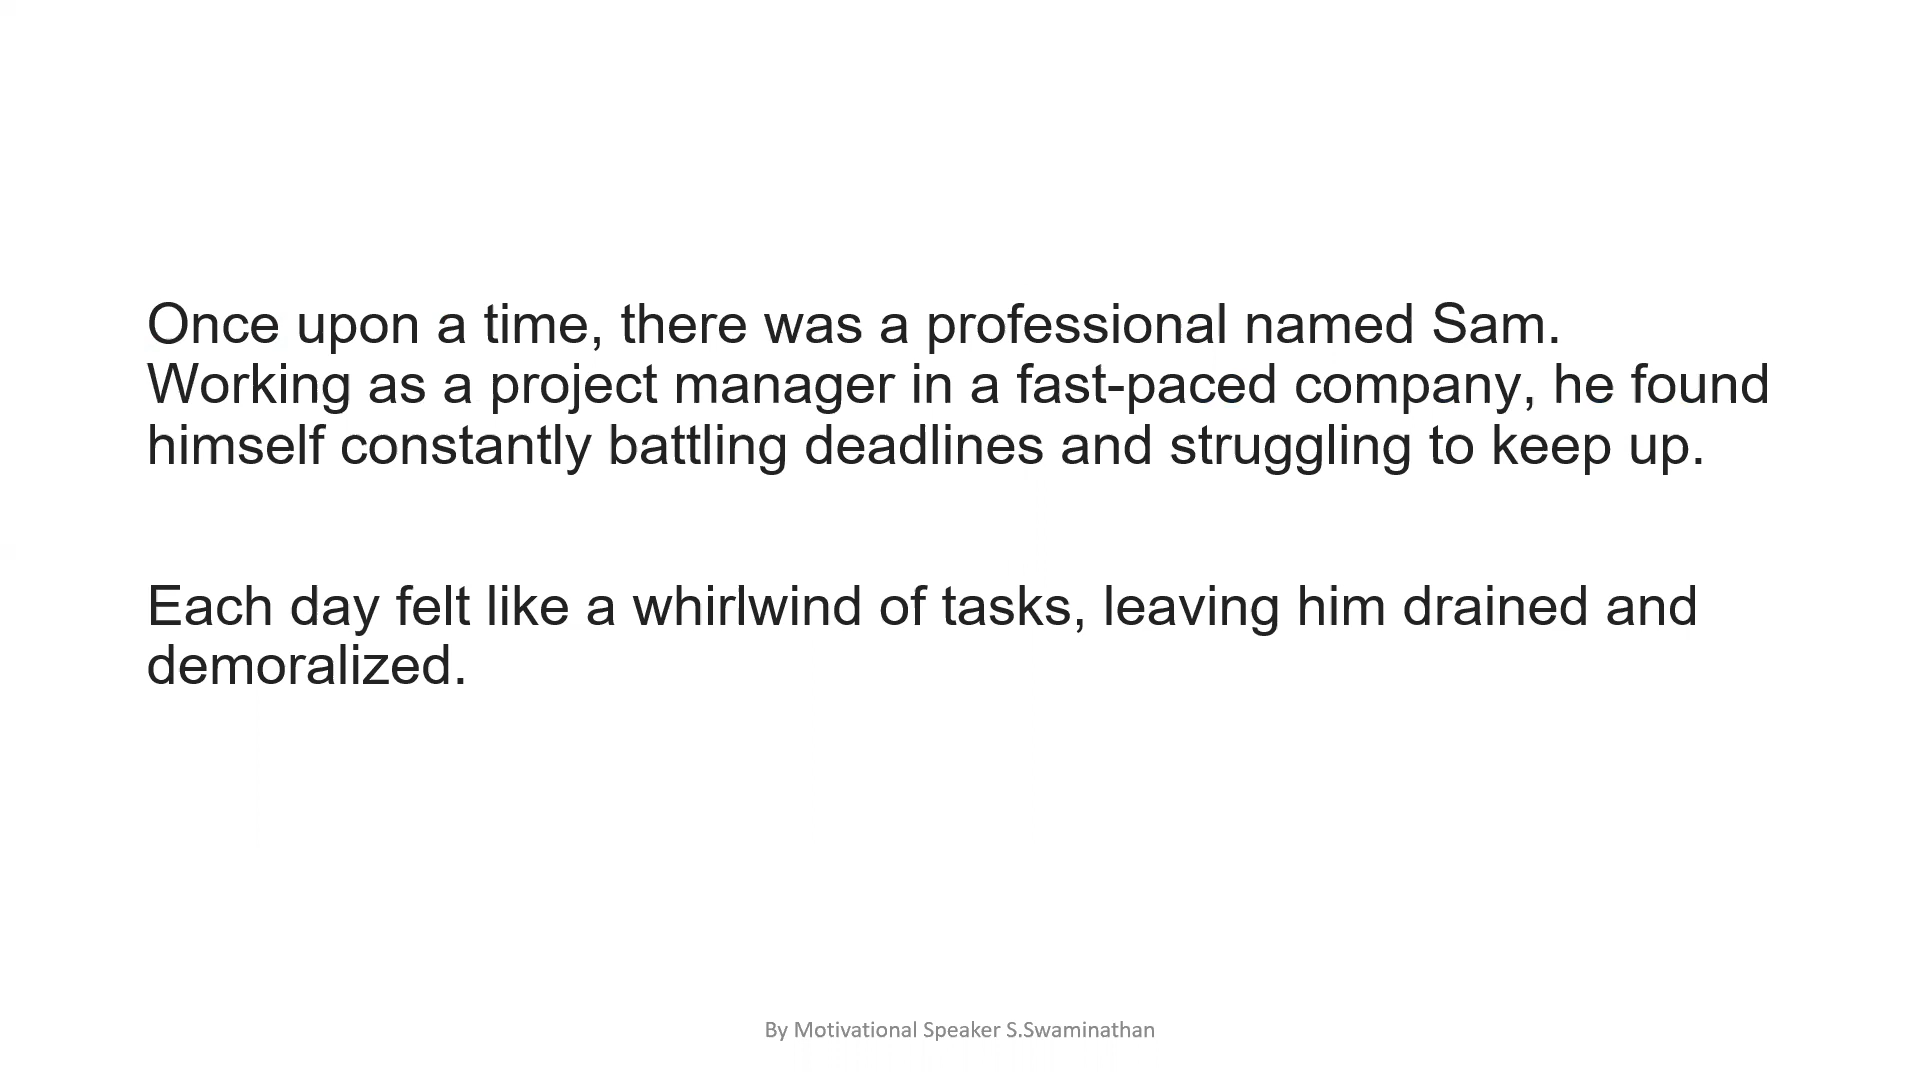 Once upon a time, there was a professional named Sam.
Working as a project manager in a fast-paced company, he found
himself constantly battling deadlines and struggling to keep up.
Each day felt like a whirlwind of tasks, leaving him drained and
demoralized.
By Motivational Speaker S.Swaminathan